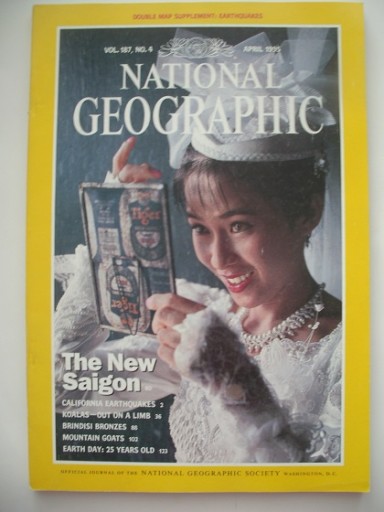 DOUBLE MAP SUPPLEMENT: EARTHQUAKES
VOL. 187, NO. 4 APRIL 1995
NATIONAL
GEOGRAPHIC
Tiger
Tiger
The New
Saigon
CALIFORNIA EARTHQUAKES 2
KOALAS—OUT ON A LIMB 36
BRINDISI BRONZES 88
MOUNTAIN GOATS 102
EARTH DAY: 25 YEARS OLD 123
OFFICIAL JOURNAL OF THE NATIONAL GEOGRAPHIC SOCIETY WASHINGTON, D.C.